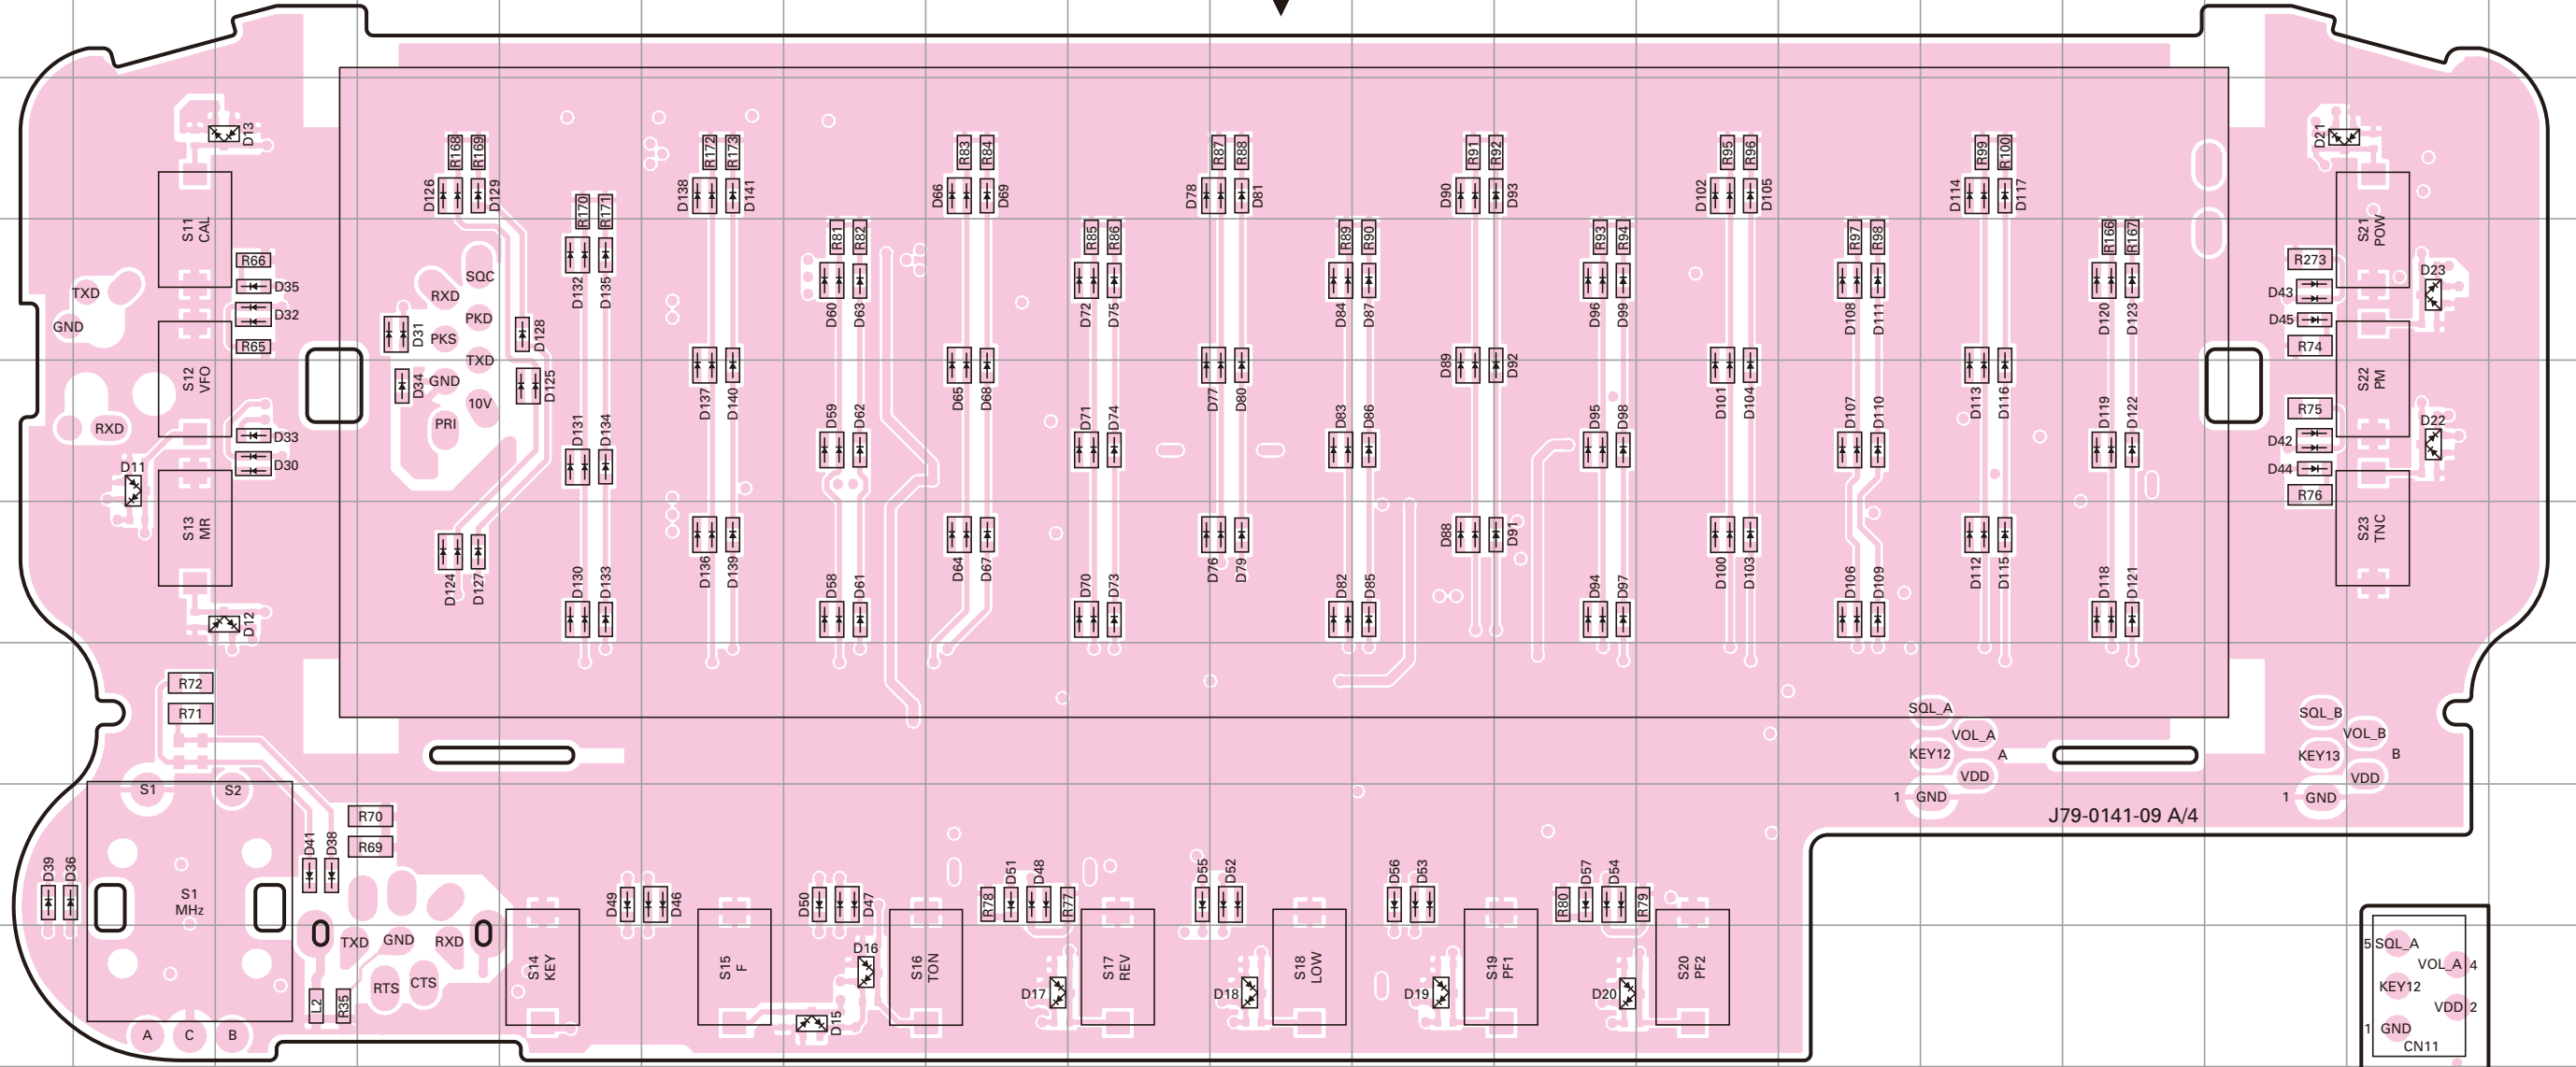 D13
R168 R169
D126 D129
R170 R171
D132 D135
R172 R173
D138 D141
R83 R84
D66 D69
R87 R88
D78 D81
R91 R92
D90 D93
R95 R96
D102 D105
R99 R100
D114 D117
D21
S11
CAL
R66
D35
D32
R65
TXD
GND
S12
VFO
RXD
D33
D30
D11
S13
MR
D12
SQC
RXD
PKD
PKS
TXD
GND
10V
PRI
D31
D34
D128
D125
D131 D134
D124 D127
D130 D133
D137 D140
D136 D139
R81 R82
D60 D63
D59 D62
D58 D61
D65 D68
D64 D67
R85 R86
D72 D75
D71 D74
D70 D73
D77 D80
D76 D79
R89 R90
D84 D87
D83 D86
D82 D85
D89 D92
D88 D91
R93 R94
D96 D99
D95 D98
D94 D97
D101 D104
D100 D103
R97 R98
D108 D111
D107 D110
D106 D109
D113 D116
D112 D115
R166 R167
D120 D123
D119 D122
D118 D121
S21
POW
R273
D43
D45
R74
D23
S22
PM
R75
D42
D44
R76
D22
S23
TNC
R72
R71
SQL_A
VOL_A
KEY12
A
VDD
1 GND
SQL_B
VOL_B
KEY13
B
VDD
1 GND
J79-0141-09 A/4
S1
S2
R70
R69
D41 D38
D39 D36
S1
MHz
TXD
GND
RXD
RTS
CTS
L2 R35
A C B
S14
KEY
D49 D46
S15
F
D50 D47
D16
D15
S16
TON
R78 D51 D48 R77
D17
S17
REV
D55 D52
D18
S18
LOW
D56 D53
D19
S19
PF1
R80 D57 D54 R79
D20
S20
PF2
5 SQL_A
VOL_A 4
KEY12
VDD 2
1 GND
CN11